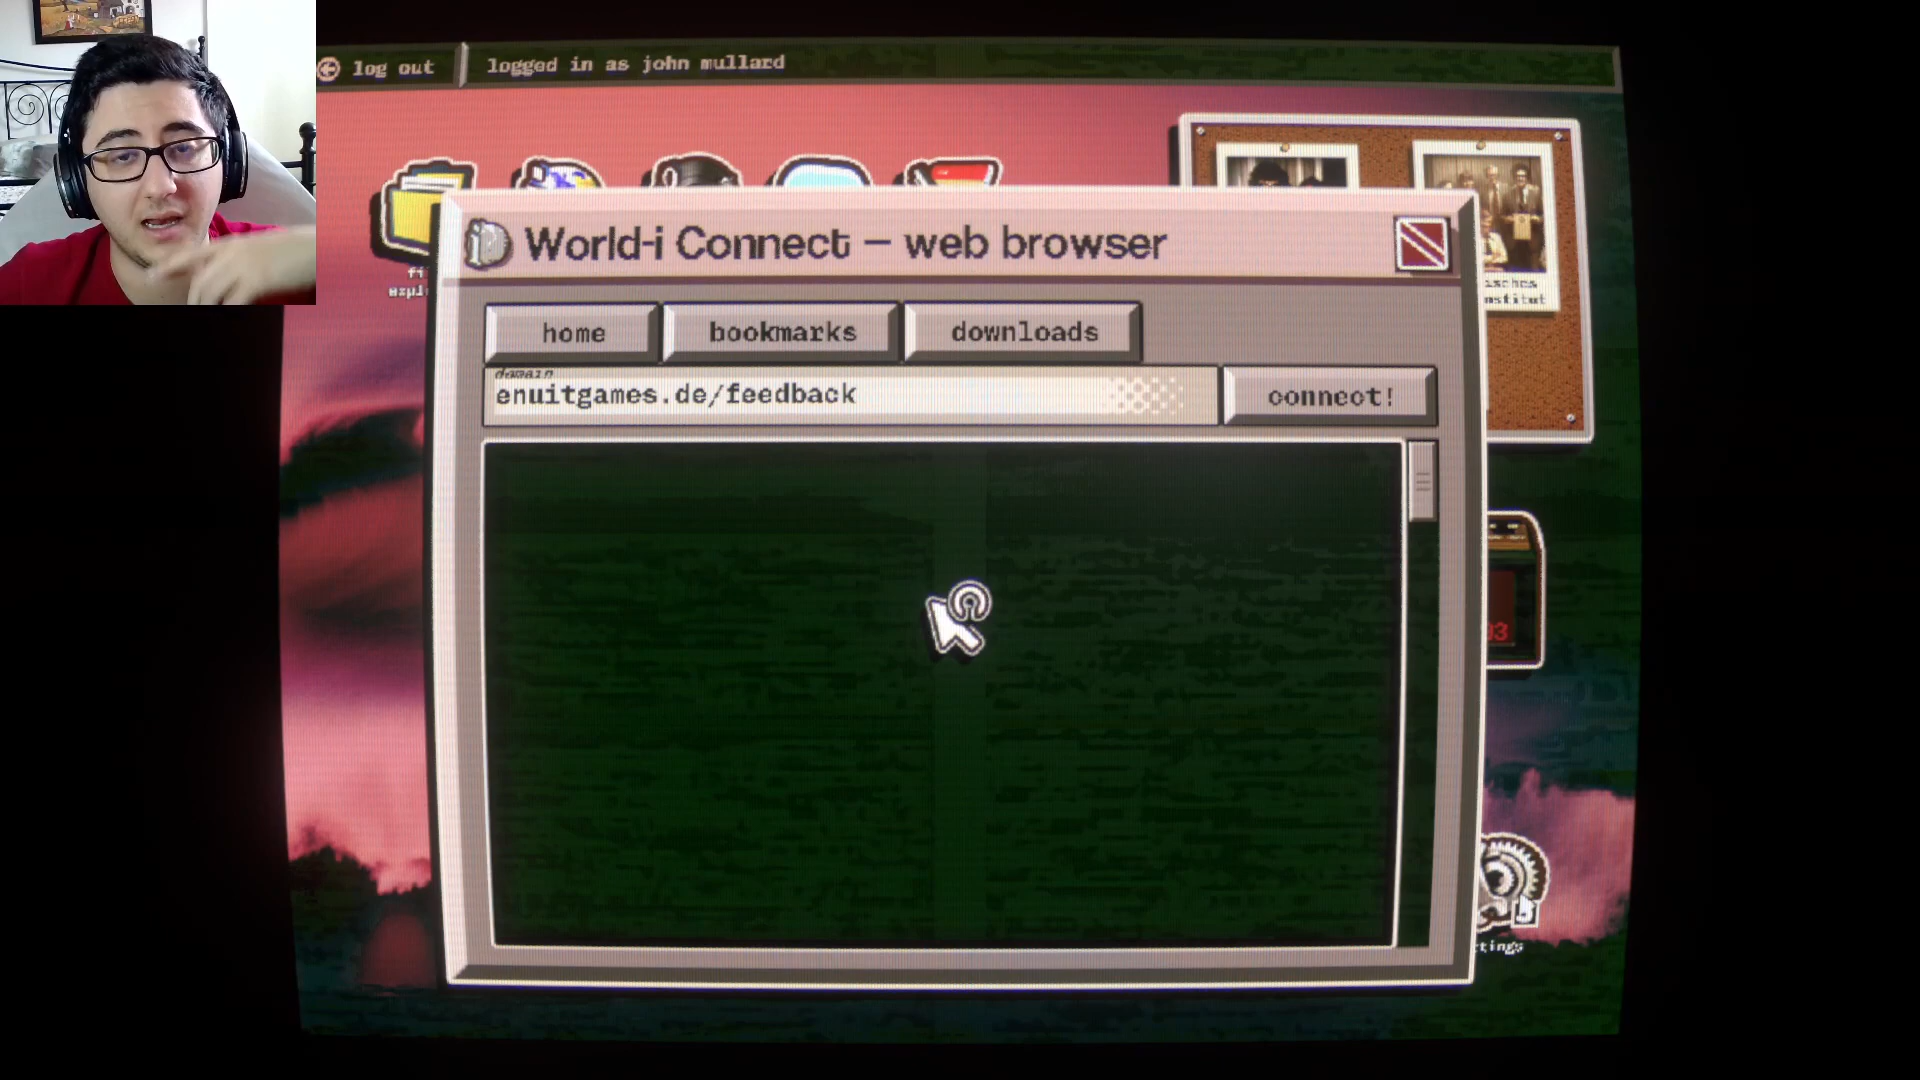 log out
logged in as john mullard
World-i Connect – web browser
home
bookmarks
downloads
domain
enuitgames.de/feedback
connect!